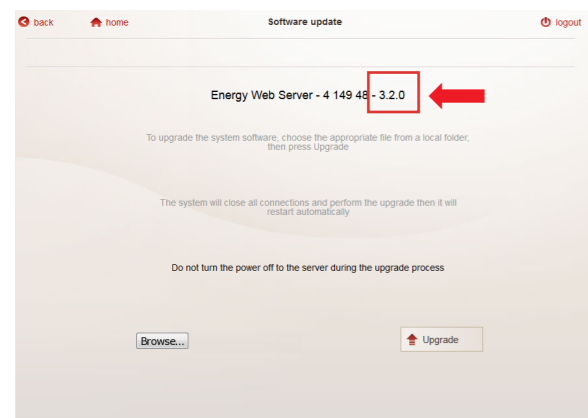 back home Software update logout
Energy Web Server - 4 149 48 - 3.2.0
To upgrade the system software, choose the appropriate file from a local folder,
then press Upgrade
The system will close all connections and perform the upgrade then it will
restart automatically
Do not turn the power off to the server during the upgrade process
Browse... Upgrade